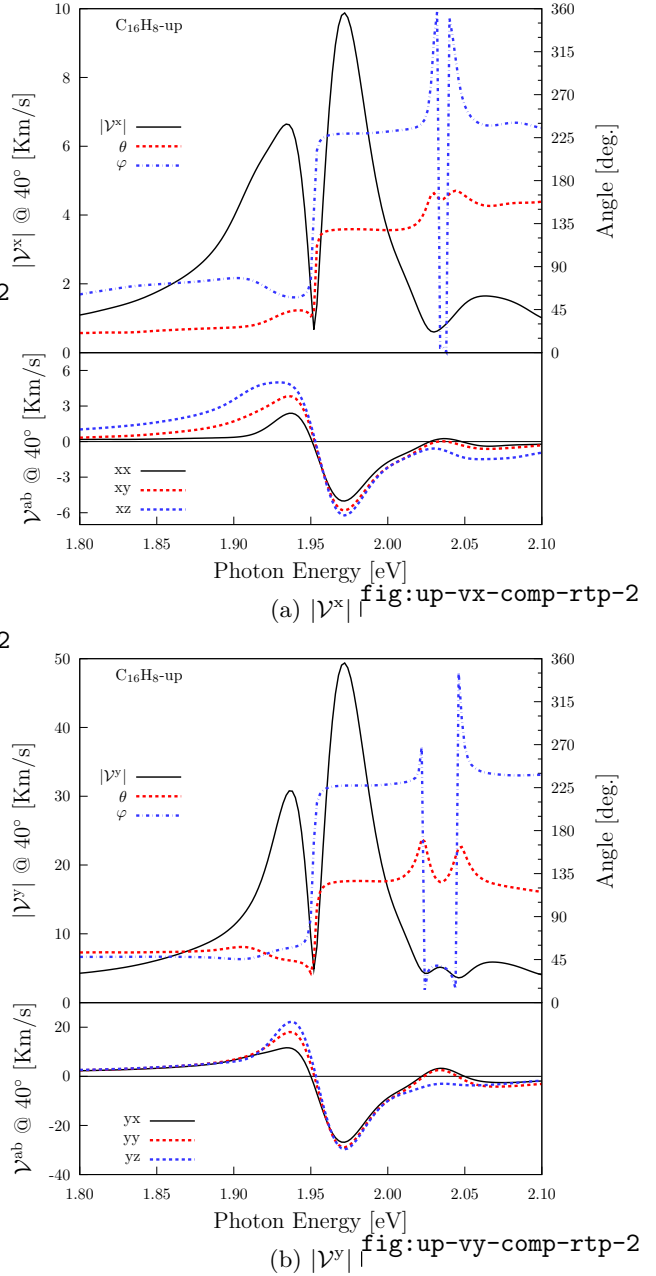 C16H8-up
|𝒱x| @ 40° [Km/s]
10
8
6
4
2
0
|𝒱x|
θ
φ
360
315
270
225
180
135
90
45
0
Angle [deg.]
2
𝒱ab @ 40° [Km/s]
6
3
0
-3
-6
xx
xy
xz
1.80 1.85 1.90 1.95 2.00 2.05 2.10
Photon Energy [eV]
(a) |𝒱x| fig:up-vx-comp-rtp-2
2
C16H8-up
|𝒱y| @ 40° [Km/s]
50
40
30
20
10
0
|𝒱y|
θ
φ
360
315
270
225
180
135
90
45
0
Angle [deg.]
𝒱ab @ 40° [Km/s]
20
0
-20
-40
yx
yy
yz
1.80 1.85 1.90 1.95 2.00 2.05 2.10
Photon Energy [eV]
(b) |𝒱y| fig:up-vy-comp-rtp-2